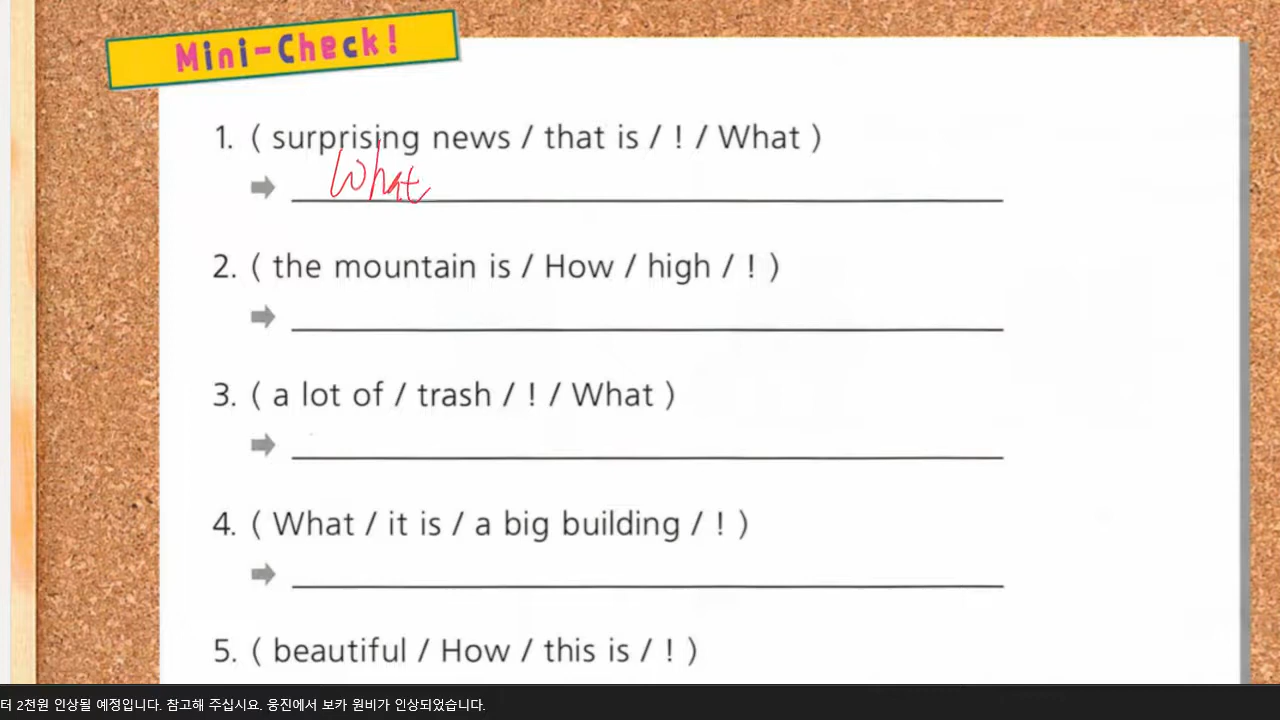 Mini-Check!
1. ( surprising news / that is / ! / What )
➡ What
2. ( the mountain is / How / high / ! )
➡
3. ( a lot of / trash / ! / What )
➡
4. ( What / it is / a big building / ! )
➡
5. ( beautiful / How / this is / ! )
터 2천원 인상될 예정입니다. 참고해 주십시요. 웅진에서 보카 원비가 인상되었습니다.